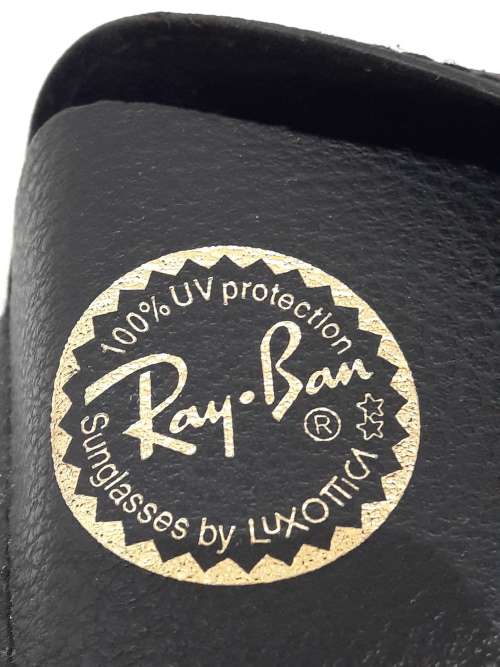 100% UV protection
Ray-Ban
®
Sunglasses by LUXOTTICA